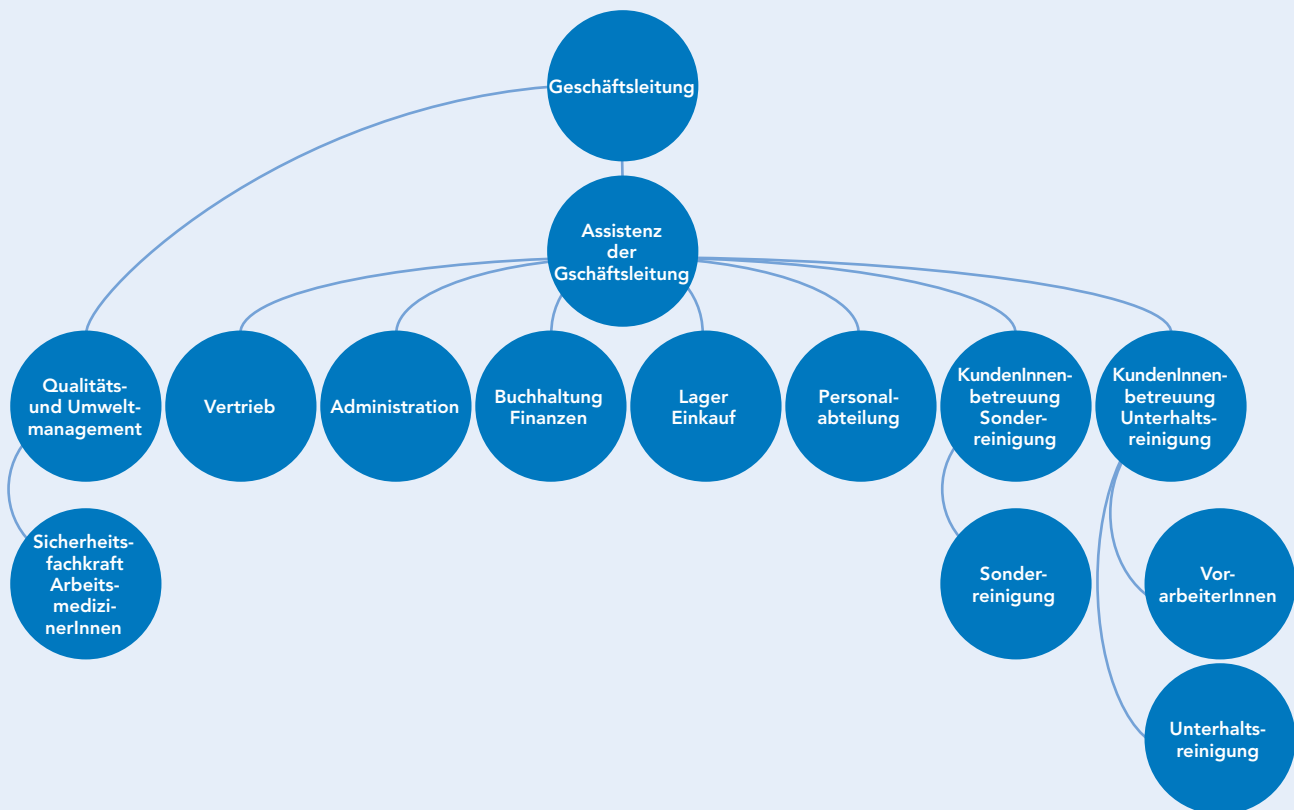 Geschäftsleitung
Assistenz
der
Gschäftsleitung
Qualitäts-
und Umwelt-
management
Vertrieb
Administration
Buchhaltung
Finanzen
Lager
Einkauf
Personal-
abteilung
KundenInnen-
betreuung
Sonder-
reinigung
KundenInnen-
betreuung
Unterhalts-
reinigung
Sicherheits-
fachkraft
Arbeits-
medizi-
nerInnen
Sonder-
reinigung
Vor-
arbeiterInnen
Unterhalts-
reinigung